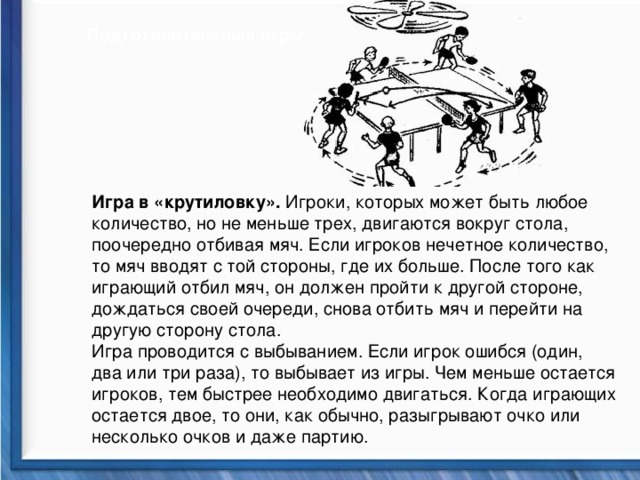 Подготовительные игры
Игра в «крутиловку». Игроки, которых может быть любое
количество, но не меньше трех, двигаются вокруг стола,
поочередно отбивая мяч. Если игроков нечетное количество,
то мяч вводят с той стороны, где их больше. После того как
играющий отбил мяч, он должен пройти к другой стороне,
дождаться своей очереди, снова отбить мяч и перейти на
другую сторону стола.
Игра проводится с выбыванием. Если игрок ошибся (один,
два или три раза), то выбывает из игры. Чем меньше остается
игроков, тем быстрее необходимо двигаться. Когда играющих
остается двое, то они, как обычно, разыгрывают очко или
несколько очков и даже партию.